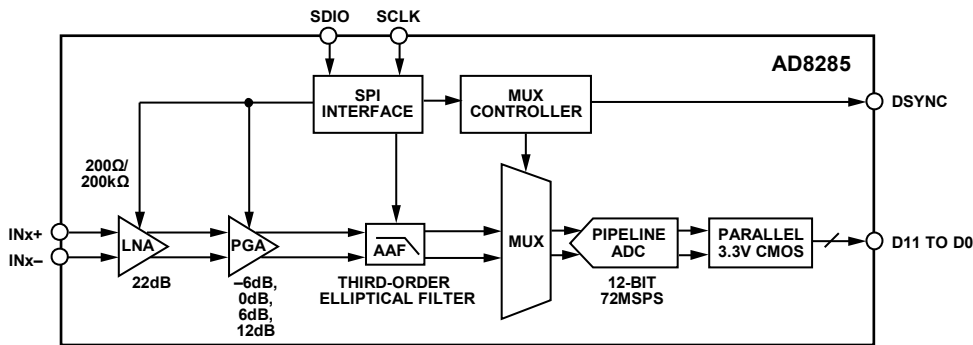 SDIO
SCLK
AD8285
SPI
INTERFACE
MUX
CONTROLLER
DSYNC
200Ω/
200kΩ
INx+
INx–
LNA
PGA
AAF
MUX
PIPELINE
ADC
PARALLEL
3.3V CMOS
D11 TO D0
22dB
–6dB,
0dB,
6dB,
12dB
THIRD-ORDER
ELLIPTICAL FILTER
12-BIT
72MSPS